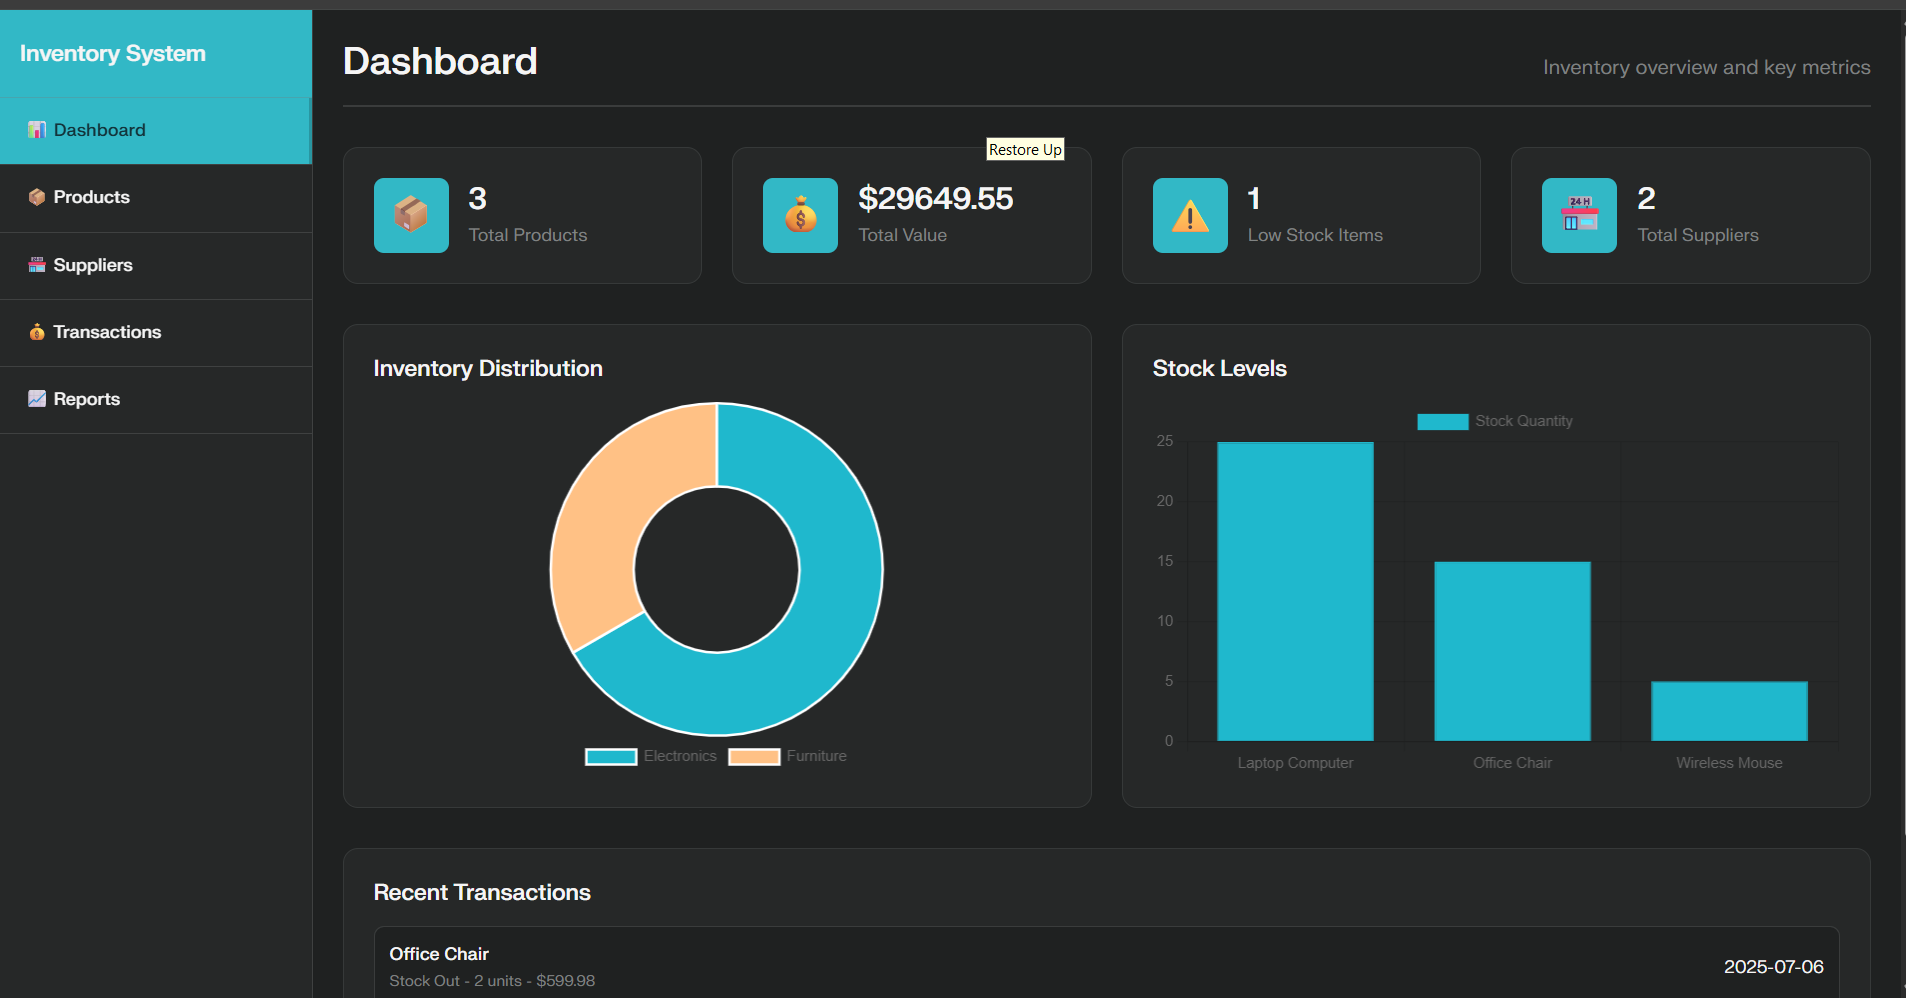 Inventory System
Dashboard
Products
Suppliers
Transactions
Reports
Dashboard
Inventory overview and key metrics
Restore Up
3
Total Products
$29649.55
Total Value
1
Low Stock Items
24 H
2
Total Suppliers
Inventory Distribution
Electronics
Furniture
Stock Levels
Stock Quantity
25
20
15
10
5
0
Laptop Computer
Office Chair
Wireless Mouse
Recent Transactions
Office Chair
Stock Out - 2 units - $599.98
2025-07-06